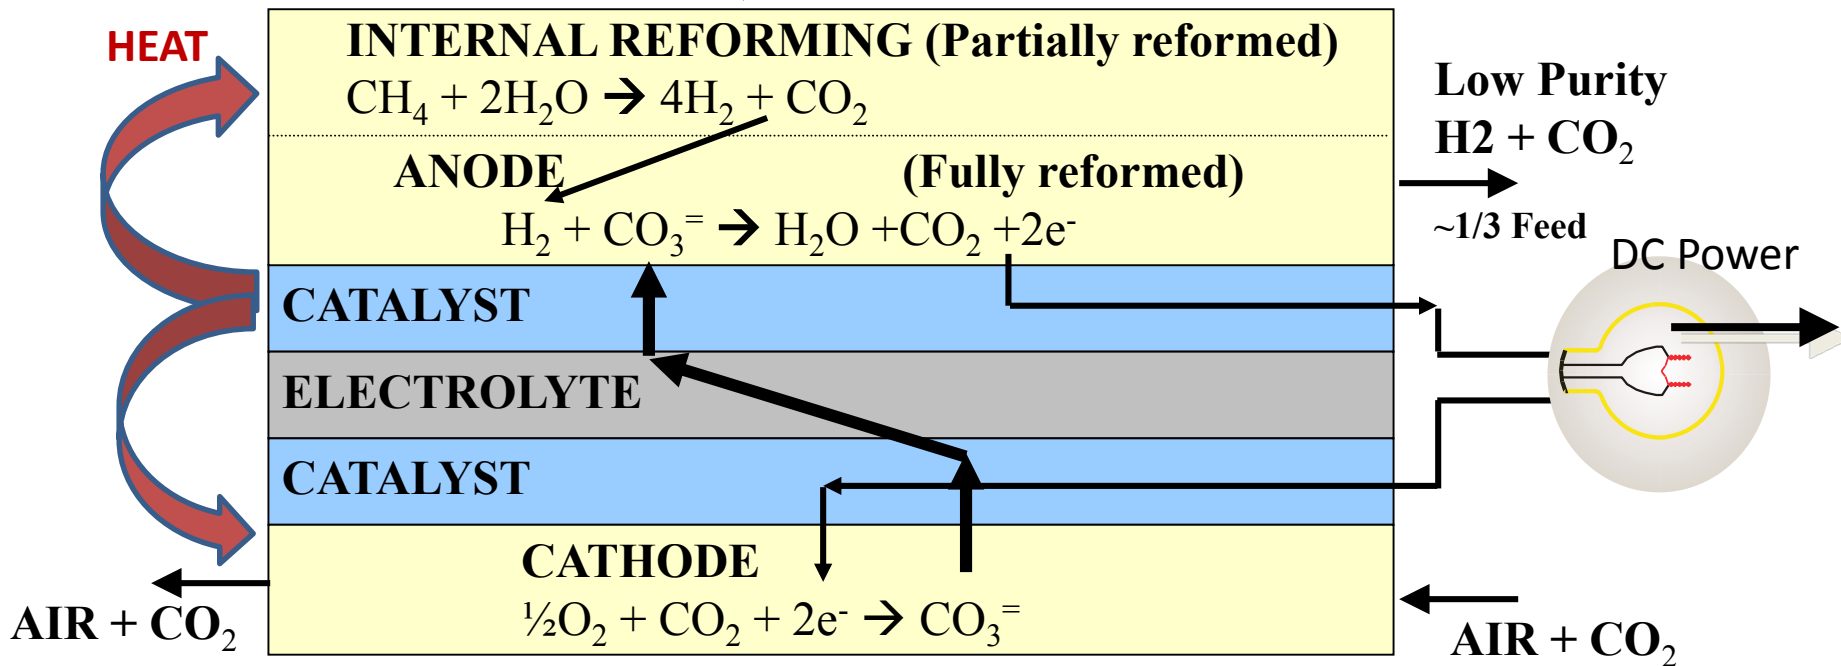 HEAT
INTERNAL REFORMING (Partially reformed)
CH₄ + 2H₂O ➔ 4H₂ + CO₂
Low Purity
H2 + CO₂
ANODE (Fully reformed)
H₂ + CO₃⁼ ➔ H₂O +CO₂ +2e⁻
~1/3 Feed
DC Power
CATALYST
ELECTROLYTE
CATALYST
CATHODE
½O₂ + CO₂ + 2e⁻ ➔ CO₃⁼
AIR + CO₂
AIR + CO₂